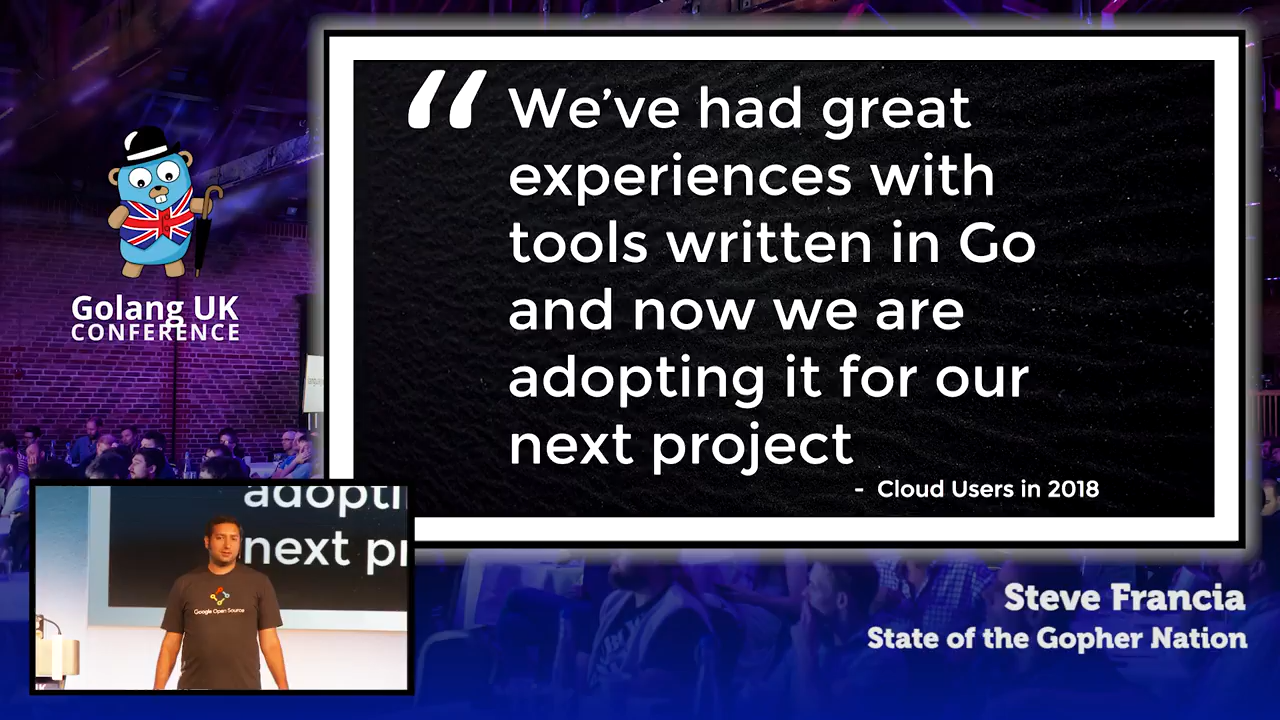 “ We’ve had great
experiences with
tools written in Go
and now we are
adopting it for our
next project
- Cloud Users in 2018
Golang UK
CONFERENCE
adopti
next pr
Google Open Source
Steve Francia
State of the Gopher Nation